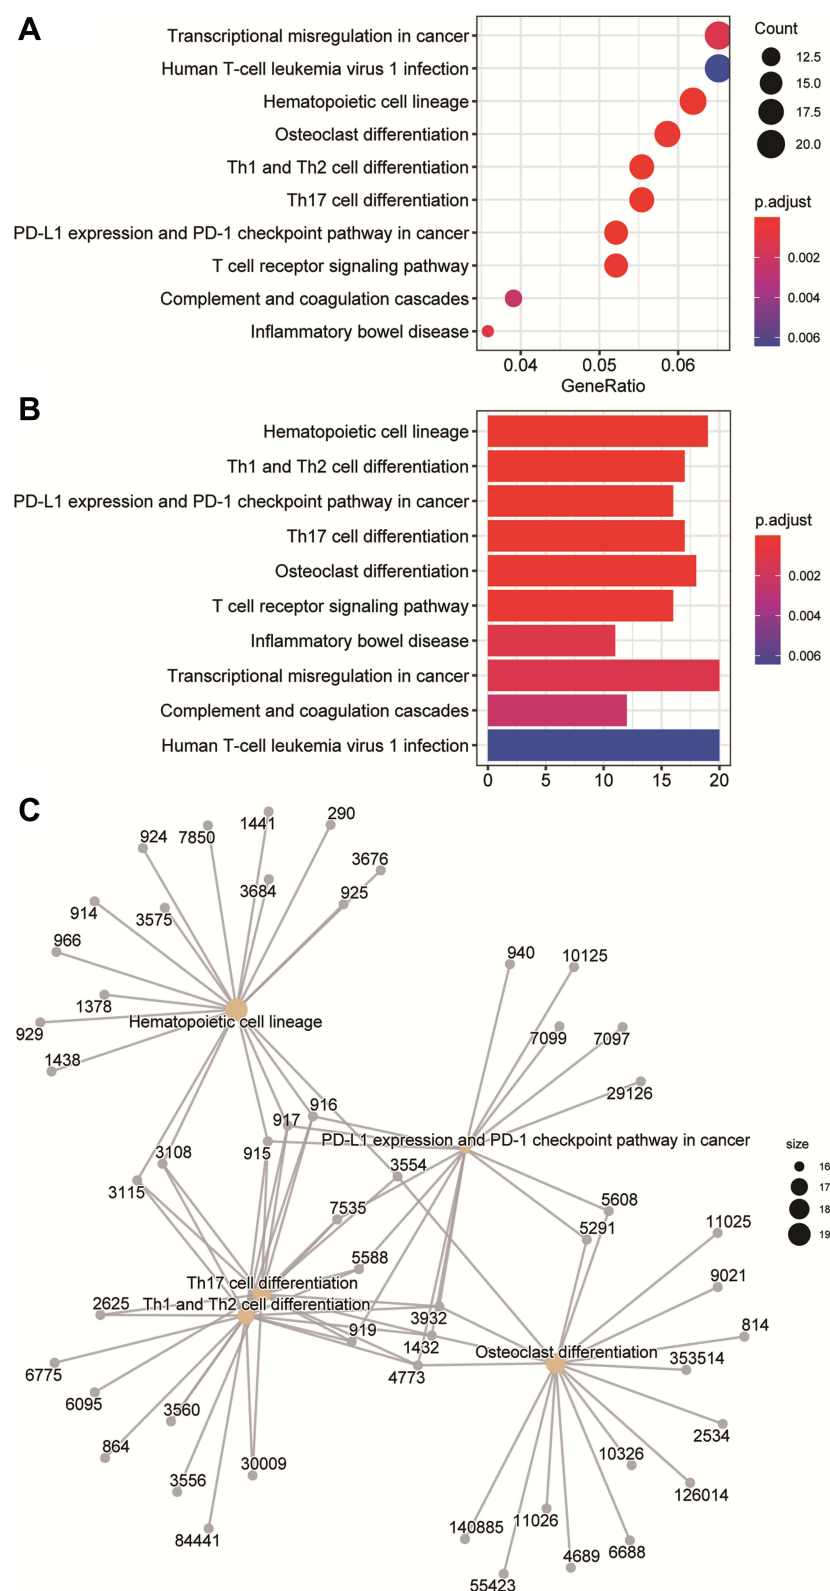 A
Transcriptional misregulation in cancer
Human T-cell leukemia virus 1 infection
Hematopoietic cell lineage
Osteoclast differentiation
Th1 and Th2 cell differentiation
Th17 cell differentiation
PD-L1 expression and PD-1 checkpoint pathway in cancer
T cell receptor signaling pathway
Complement and coagulation cascades
Inflammatory bowel disease
0.04 0.05 0.06
GeneRatio
Count
12.5
15.0
17.5
20.0
p.adjust
0.002
0.004
0.006
B
Hematopoietic cell lineage
Th1 and Th2 cell differentiation
PD-L1 expression and PD-1 checkpoint pathway in cancer
Th17 cell differentiation
Osteoclast differentiation
T cell receptor signaling pathway
Inflammatory bowel disease
Transcriptional misregulation in cancer
Complement and coagulation cascades
Human T-cell leukemia virus 1 infection
0 5 10 15 20
p.adjust
0.002
0.004
0.006
C
1441
290
924
7850
3676
3684
925
914
3575
966
940
10125
1378
Hematopoietic cell lineage
929
7099
7097
1438
29126
916
917
PD-L1 expression and PD-1 checkpoint pathway in cancer
915
3108
3554
3115
7535
5608
5291
11025
5588
Th17 cell differentiation
9021
2625
Th1 and Th2 cell differentiation
3932
919
1432
814
Osteoclast differentiation
353514
4773
6775
6095
3560
2534
864
10326
30009
3556
126014
140885
11026
84441
4689
6688
55423
size
16
17
18
19